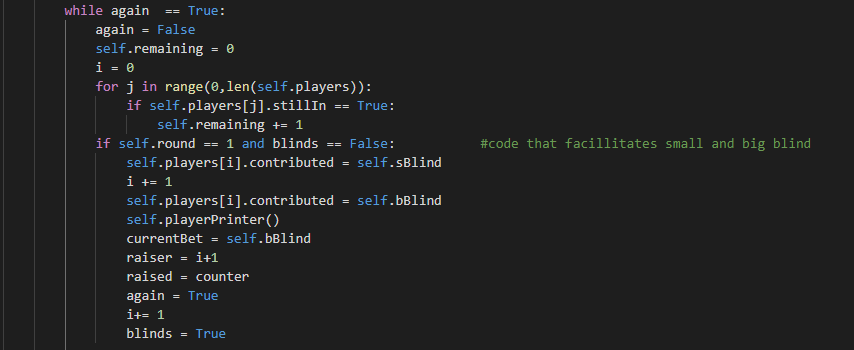 while again  == True:
    again = False
    self.remaining = 0
    i = 0
    for j in range(0,len(self.players)):
        if self.players[j].stillIn == True:
            self.remaining += 1
    if self.round == 1 and blinds == False:           #code that facillitates small and big blind
        self.players[i].contributed = self.sBlind
        i += 1
        self.players[i].contributed = self.bBlind
        self.playerPrinter()
        currentBet = self.bBlind
        raiser = i+1
        raised = counter
        again = True
        i+= 1
        blinds = True